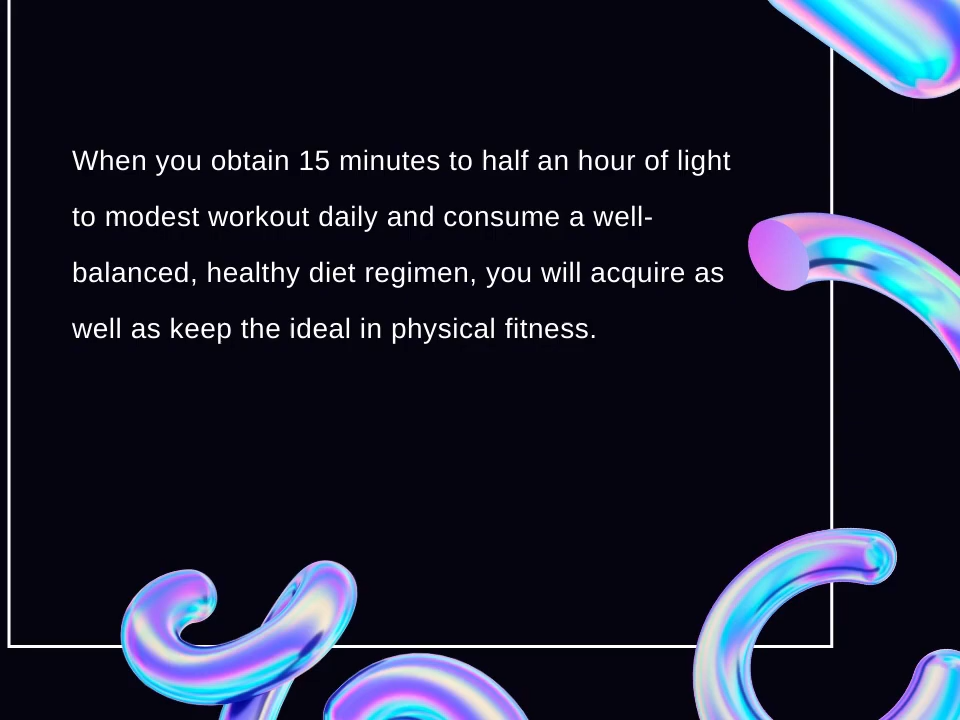 When you obtain 15 minutes to half an hour of light
to modest workout daily and consume a well-
balanced, healthy diet regimen, you will acquire as
well as keep the ideal in physical fitness.